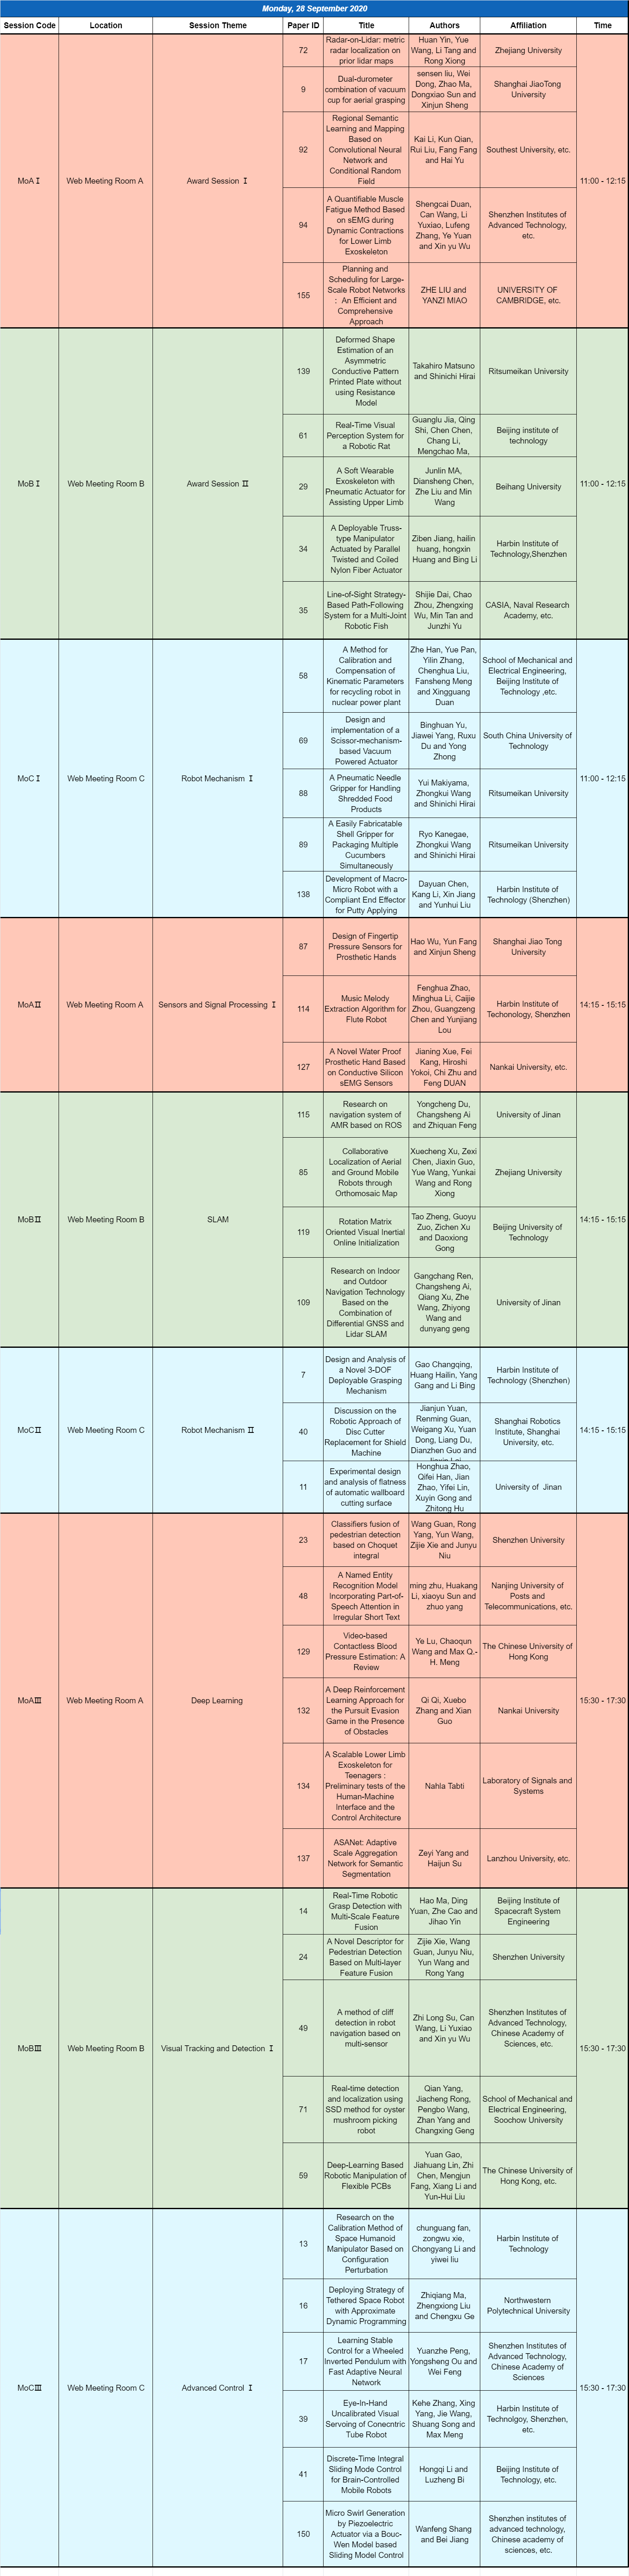 Monday, 28 September 2020
Session Code Location Session Theme Paper ID Title Authors Affiliation Time
MoAⅠ
Web Meeting Room A
Award Session Ⅰ
11:00 - 12:15
72
Radar-on-Lidar: metric
radar localization on
prior lidar maps
Huan Yin, Yue
Wang, Li Tang and
Rong Xiong
Zhejiang University
9
Dual-durometer
combination of vacuum
cup for aerial grasping
sensen liu, Wei
Dong, Zhao Ma,
Dongxiao Sun and
Xinjun Sheng
Shanghai JiaoTong
University
92
Regional Semantic
Learning and Mapping
Based on
Convolutional Neural
Network and
Conditional Random
Field
Kai Li, Kun Qian,
Rui Liu, Fang Fang
and Hai Yu
Southest University, etc.
94
A Quantifiable Muscle
Fatigue Method Based
on sEMG during
Dynamic Contractions
for Lower Limb
Exoskeleton
Shengcai Duan,
Can Wang, Li
Yuxiao, Lufeng
Zhang, Ye Yuan
and Xin yu Wu
Shenzhen Institutes of
Advanced Technology,
etc.
155
Planning and
Scheduling for Large-
Scale Robot Networks
: An Efficient and
Comprehensive
Approach
ZHE LIU and
YANZI MIAO
UNIVERSITY OF
CAMBRIDGE, etc.
MoBⅠ
Web Meeting Room B
Award Session Ⅱ
11:00 - 12:15
139
Deformed Shape
Estimation of an
Asymmetric
Conductive Pattern
Printed Plate without
using Resistance
Model
Takahiro Matsuno
and Shinichi Hirai
Ritsumeikan University
61
Real-Time Visual
Perception System for
a Robotic Rat
Guanglu Jia, Qing
Shi, Chen Chen,
Chang Li,
Mengchao Ma,
Beijing institute of
technology
29
A Soft Wearable
Exoskeleton with
Pneumatic Actuator for
Assisting Upper Limb
Junlin MA,
Diansheng Chen,
Zhe Liu and Min
Wang
Beihang University
34
A Deployable Truss-
type Manipulator
Actuated by Parallel
Twisted and Coiled
Nylon Fiber Actuator
Ziben Jiang, hailin
huang, hongxin
Huang and Bing Li
Harbin Institute of
Technology,Shenzhen
35
Line-of-Sight Strategy-
Based Path-Following
System for a Multi-Joint
Robotic Fish
Shijie Dai, Chao
Zhou, Zhengxing
Wu, Min Tan and
Junzhi Yu
CASIA, Naval Research
Academy, etc.
MoCⅠ
Web Meeting Room C
Robot Mechanism Ⅰ
11:00 - 12:15
58
A Method for
Calibration and
Compensation of
Kinematic Parameters
for recycling robot in
nuclear power plant
Zhe Han, Yue Pan,
Yilin Zhang,
Chenghua Liu,
Fansheng Meng
and Xingguang
Duan
School of Mechanical and
Electrical Engineering,
Beijing Institute of
Technology ,etc.
69
Design and
implementation of a
Scissor-mechanism-
based Vacuum
Powered Actuator
Binghuan Yu,
Jiawei Yang, Ruxu
Du and Yong
Zhong
South China University of
Technology
88
A Pneumatic Needle
Gripper for Handling
Shredded Food
Products
Yui Makiyama,
Zhongkui Wang
and Shinichi Hirai
Ritsumeikan University
89
A Easily Fabricatable
Shell Gripper for
Packaging Multiple
Cucumbers
Simultaneously
Ryo Kanegae,
Zhongkui Wang
and Shinichi Hirai
Ritsumeikan University
138
Development of Macro-
Micro Robot with a
Compliant End Effector
for Putty Applying
Dayuan Chen,
Kang Li, Xin Jiang
and Yunhui Liu
Harbin Institute of
Technology (Shenzhen)
MoAⅡ
Web Meeting Room A
Sensors and Signal Processing Ⅰ
14:15 - 15:15
87
Design of Fingertip
Pressure Sensors for
Prosthetic Hands
Hao Wu, Yun Fang
and Xinjun Sheng
Shanghai Jiao Tong
University
114
Music Melody
Extraction Algorithm for
Flute Robot
Fenghua Zhao,
Minghua Li, Caijie
Zhou, Guangzeng
Chen and Yunjiang
Lou
Harbin Institute of
Techonology, Shenzhen
127
A Novel Water Proof
Prosthetic Hand Based
on Conductive Silicon
sEMG Sensors
Jianing Xue, Fei
Kang, Hiroshi
Yokoi, Chi Zhu and
Feng DUAN
Nankai University, etc.
MoBⅡ
Web Meeting Room B
SLAM
14:15 - 15:15
115
Research on
navigation system of
AMR based on ROS
Yongcheng Du,
Changsheng Ai
and Zhiquan Feng
University of Jinan
85
Collaborative
Localization of Aerial
and Ground Mobile
Robots through
Orthomosaic Map
Xuecheng Xu, Zexi
Chen, Jiaxin Guo,
Yue Wang, Yunkai
Wang and Rong
Xiong
Zhejiang University
119
Rotation Matrix
Oriented Visual Inertial
Online Initialization
Tao Zheng, Guoyu
Zuo, Zichen Xu
and Daoxiong
Gong
Beijing University of
Technology
109
Research on Indoor
and Outdoor
Navigation Technology
Based on the
Combination of
Differential GNSS and
Lidar SLAM
Gangchang Ren,
Changsheng Ai,
Qiang Xu, Zhe
Wang, Zhiyong
Wang and
dunyang geng
University of Jinan
MoCⅡ
Web Meeting Room C
Robot Mechanism Ⅱ
14:15 - 15:15
7
Design and Analysis of
a Novel 3-DOF
Deployable Grasping
Mechanism
Gao Changqing,
Huang Hailin, Yang
Gang and Li Bing
Harbin Institute of
Technology (Shenzhen)
40
Discussion on the
Robotic Approach of
Disc Cutter
Replacement for Shield
Machine
Jianjun Yuan,
Renming Guan,
Weigang Xu, Yuan
Dong, Liang Du,
Dianzhen Guo and
Shanghai Robotics
Institute, Shanghai
University, etc.
11
Experimental design
and analysis of flatness
of automatic wallboard
cutting surface
Honghua Zhao,
Qifei Han, Jian
Zhao, Yifei Lin,
Xuyin Gong and
Zhitong Hu
University of Jinan
MoAⅢ
Web Meeting Room A
Deep Learning
15:30 - 17:30
23
Classifiers fusion of
pedestrian detection
based on Choquet
integral
Wang Guan, Rong
Yang, Yun Wang,
Zijie Xie and Junyu
Niu
Shenzhen University
48
A Named Entity
Recognition Model
Incorporating Part-of-
Speech Attention in
Irregular Short Text
ming zhu, Huakang
Li, xiaoyu Sun and
zhuo yang
Nanjing University of
Posts and
Telecommunications, etc.
129
Video-based
Contactless Blood
Pressure Estimation: A
Review
Ye Lu, Chaoqun
Wang and Max Q.-
H. Meng
The Chinese University of
Hong Kong
132
A Deep Reinforcement
Learning Approach for
the Pursuit Evasion
Game in the Presence
of Obstacles
Qi Qi, Xuebo
Zhang and Xian
Guo
Nankai University
134
A Scalable Lower Limb
Exoskeleton for
Teenagers :
Preliminary tests of the
Human-Machine
Interface and the
Control Architecture
Nahla Tabti
Laboratory of Signals and
Systems
137
ASANet: Adaptive
Scale Aggregation
Network for Semantic
Segmentation
Zeyi Yang and
Haijun Su
Lanzhou University, etc.
MoBⅢ
Web Meeting Room B
Visual Tracking and Detection Ⅰ
15:30 - 17:30
14
Real-Time Robotic
Grasp Detection with
Multi-Scale Feature
Fusion
Hao Ma, Ding
Yuan, Zhe Cao and
Jihao Yin
Beijing Institute of
Spacecraft System
Engineering
24
A Novel Descriptor for
Pedestrian Detection
Based on Multi-layer
Feature Fusion
Zijie Xie, Wang
Guan, Junyu Niu,
Yun Wang and
Rong Yang
Shenzhen University
49
A method of cliff
detection in robot
navigation based on
multi-sensor
Zhi Long Su, Can
Wang, Li Yuxiao
and Xin yu Wu
Shenzhen Institutes of
Advanced Technology,
Chinese Academy of
Sciences, etc.
71
Real-time detection
and localization using
SSD method for oyster
mushroom picking
robot
Qian Yang,
Jiacheng Rong,
Pengbo Wang,
Zhan Yang and
Changxing Geng
School of Mechanical and
Electrical Engineering,
Soochow University
59
Deep-Learning Based
Robotic Manipulation of
Flexible PCBs
Yuan Gao,
Jiahuang Lin, Zhi
Chen, Mengjun
Fang, Xiang Li and
Yun-Hui Liu
The Chinese University of
Hong Kong, etc.
MoCⅢ
Web Meeting Room C
Advanced Control Ⅰ
15:30 - 17:30
13
Research on the
Calibration Method of
Space Humanoid
Manipulator Based on
Configuration
Perturbation
chunguang fan,
zongwu xie,
Chongyang Li and
yiwei liu
Harbin Institute of
Technology
16
Deploying Strategy of
Tethered Space Robot
with Approximate
Dynamic Programming
Zhiqiang Ma,
Zhengxiong Liu
and Chengxu Ge
Northwestern
Polytechnical University
17
Learning Stable
Control for a Wheeled
Inverted Pendulum with
Fast Adaptive Neural
Network
Yuanzhe Peng,
Yongsheng Ou and
Wei Feng
Shenzhen Institutes of
Advanced Technology,
Chinese Academy of
Sciences
39
Eye-In-Hand
Uncalibrated Visual
Servoing of Conecntric
Tube Robot
Kehe Zhang, Xing
Yang, Jie Wang,
Shuang Song and
Max Meng
Harbin Institute of
Technolgoy, Shenzhen,
etc.
41
Discrete-Time Integral
Sliding Mode Control
for Brain-Controlled
Mobile Robots
Hongqi Li and
Luzheng Bi
Beijing Institute of
Technology, etc.
150
Micro Swirl Generation
by Piezoelectric
Actuator via a Bouc-
Wen Model based
Sliding Model Control
Wanfeng Shang
and Bei Jiang
Shenzhen institutes of
advanced technology,
Chinese academy of
sciences, etc.